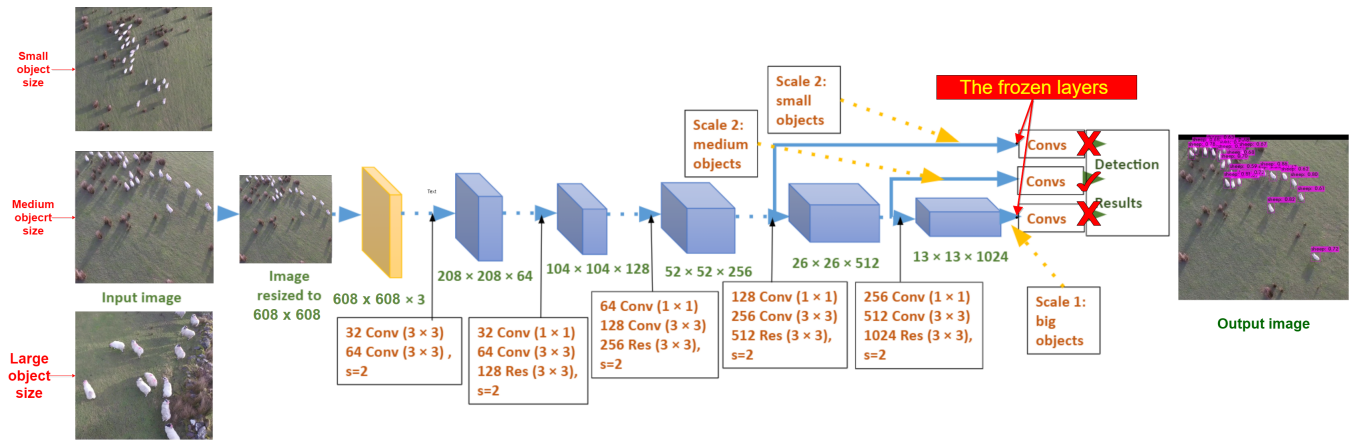 Small
object
size
Medium
objecrt
size
Large
object
size
Input image
Image
resized to
608 x 608
608 x 608 × 3
Text
208 × 208 × 64
104 × 104 × 128
52 × 52 × 256
26 × 26 × 512
13 × 13 × 1024
32 Conv (3 × 3)
64 Conv (3 × 3) ,
s=2
32 Conv (1 × 1)
64 Conv (3 × 3)
128 Res (3 × 3),
s=2
64 Conv (1 × 1)
128 Conv (3 × 3)
256 Res (3 × 3),
s=2
128 Conv (1 × 1)
256 Conv (3 × 3)
512 Res (3 × 3),
s=2
256 Conv (1 × 1)
512 Conv (3 × 3)
1024 Res (3 × 3),
s=2
Scale 2:
medium
objects
Scale 2:
small
objects
Scale 1:
big
objects
The frozen layers
Convs
Convs
Convs
Detection
Results
Output image